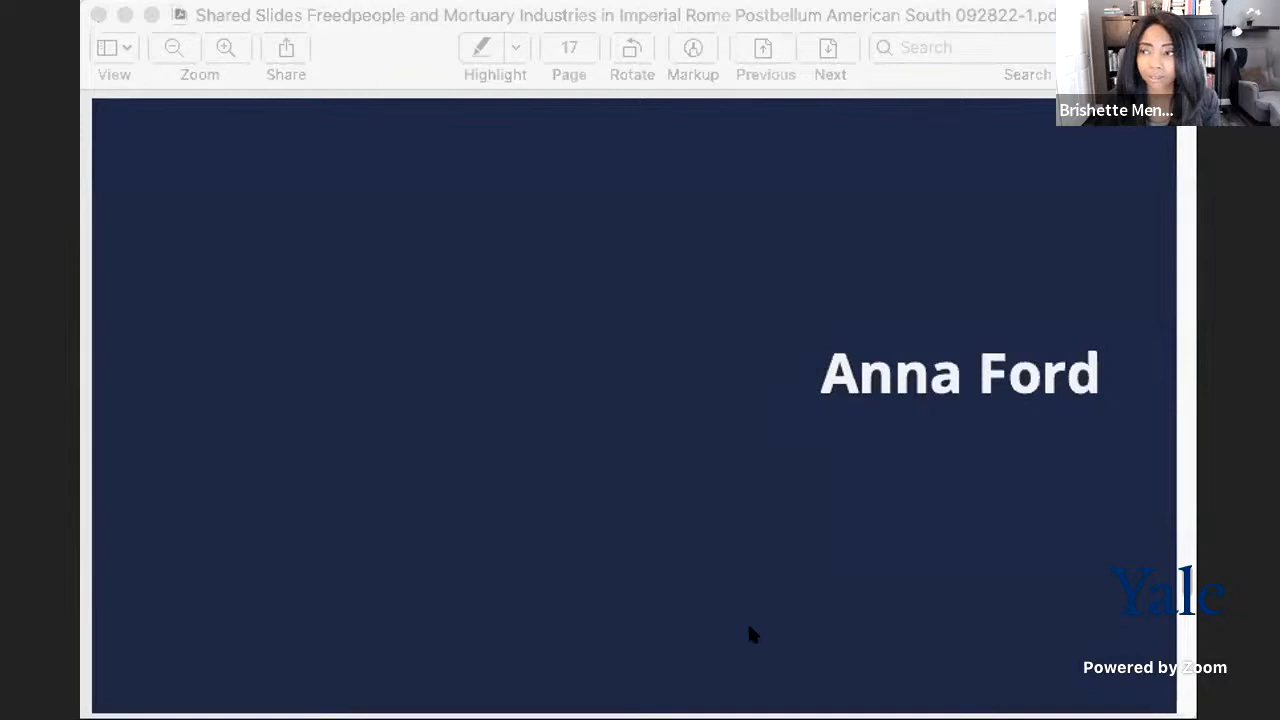 Shared Slides Freedpeople and Mortuary Industries in Imperial Rome Postbellum American South 092822-1.pd
17
Search
View
Zoom
Share
Highlight
Page
Rotate
Markup
Previous
Next
Search
Brishette Men...
Anna Ford
Yale
Powered by Zoom